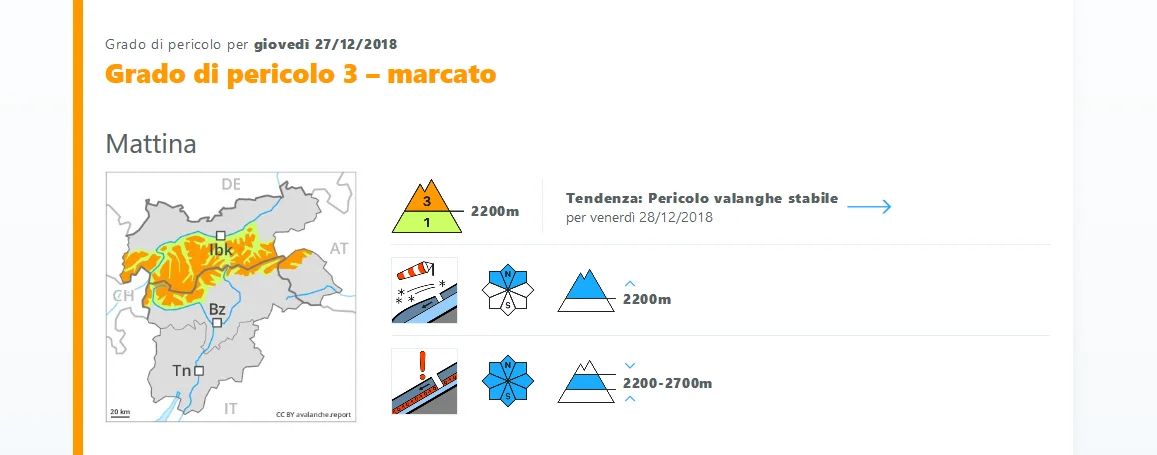 Grado di pericolo per giovedì 27/12/2018
Grado di pericolo 3 – marcato
Mattina
DE
AT
Ibk
CH
Bz
Tn
IT
20 km
CC BY avalanche.report
3
1
2200m
Tendenza: Pericolo valanghe stabile
per venerdì 28/12/2018
N
S
2200m
N
S
2200-2700m